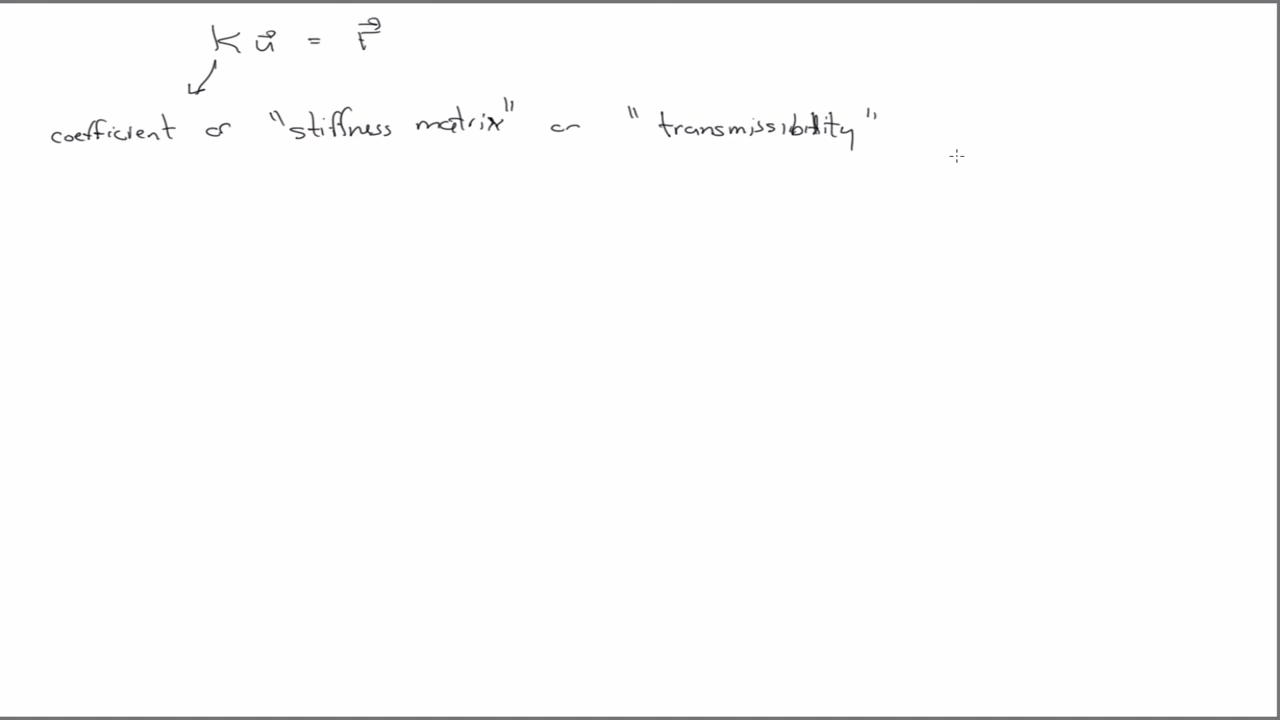 K u⃗ = r⃗
coefficient or "stiffness matrix" or "transmissibility"